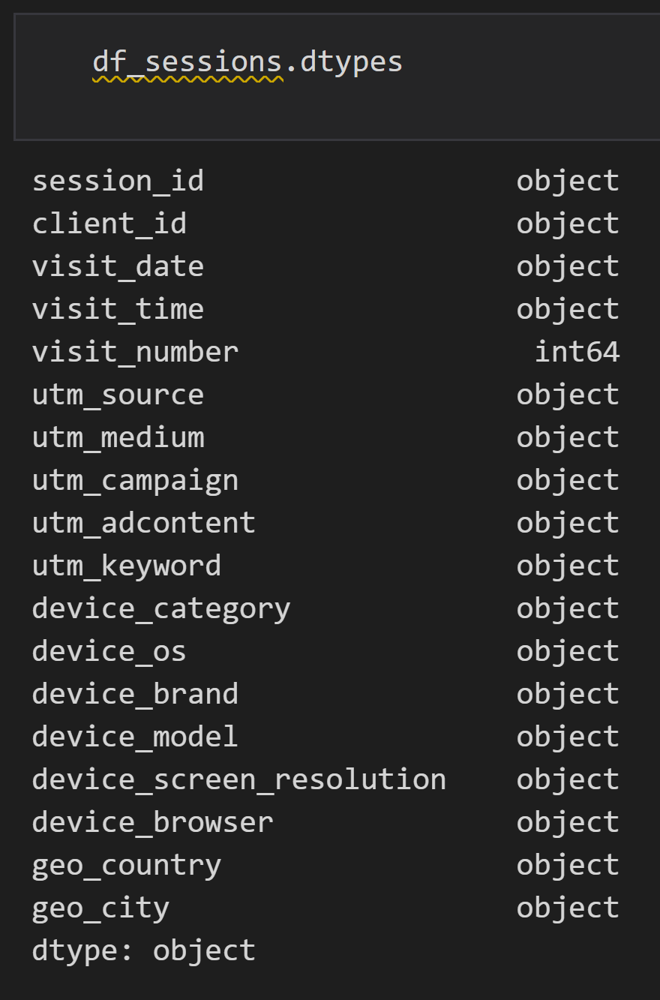 df_sessions.dtypes
session_id object
client_id object
visit_date object
visit_time object
visit_number int64
utm_source object
utm_medium object
utm_campaign object
utm_adcontent object
utm_keyword object
device_category object
device_os object
device_brand object
device_model object
device_screen_resolution object
device_browser object
geo_country object
geo_city object
dtype: object